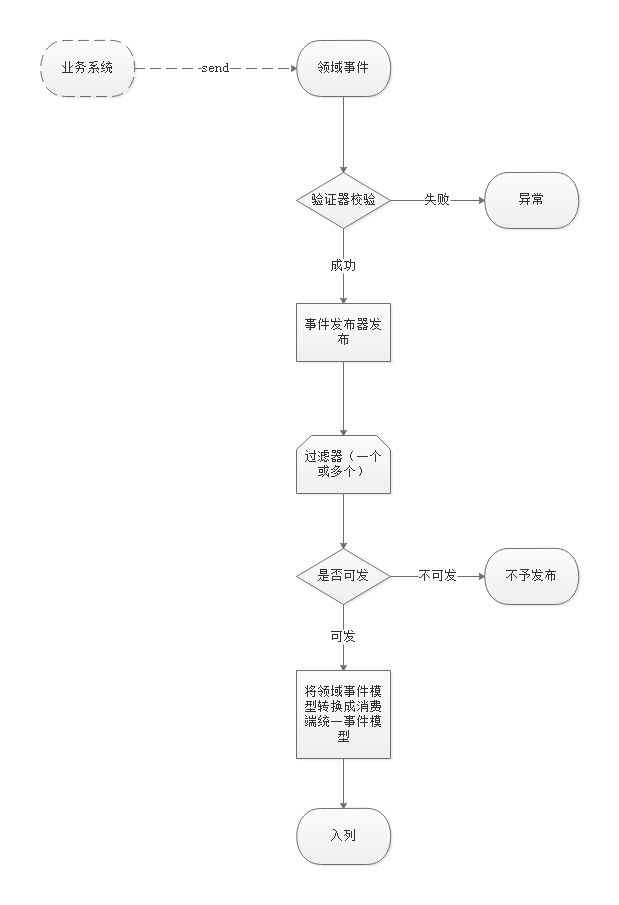 业务系统
send
领域事件
验证器校验
失败
异常
成功
事件发布器发
布
过滤器（一个
或多个）
是否可发
不可发
不予发布
可发
将领域事件模
型转换成消费
端统一事件模
型
入列